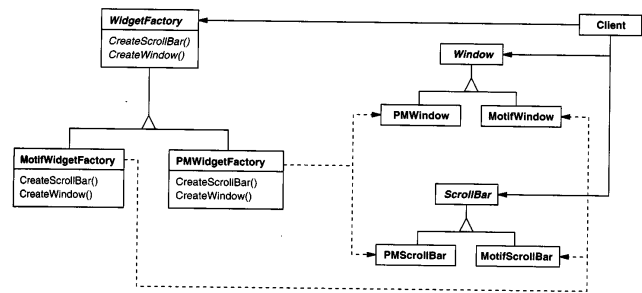 WidgetFactory
CreateScrollBar()
CreateWindow()
Client
Window
PMWindow
MotifWindow
MotifWidgetFactory
CreateScrollBar()
CreateWindow()
PMWidgetFactory
CreateScrollBar()
CreateWindow()
ScrollBar
PMScrollBar
MotifScrollBar